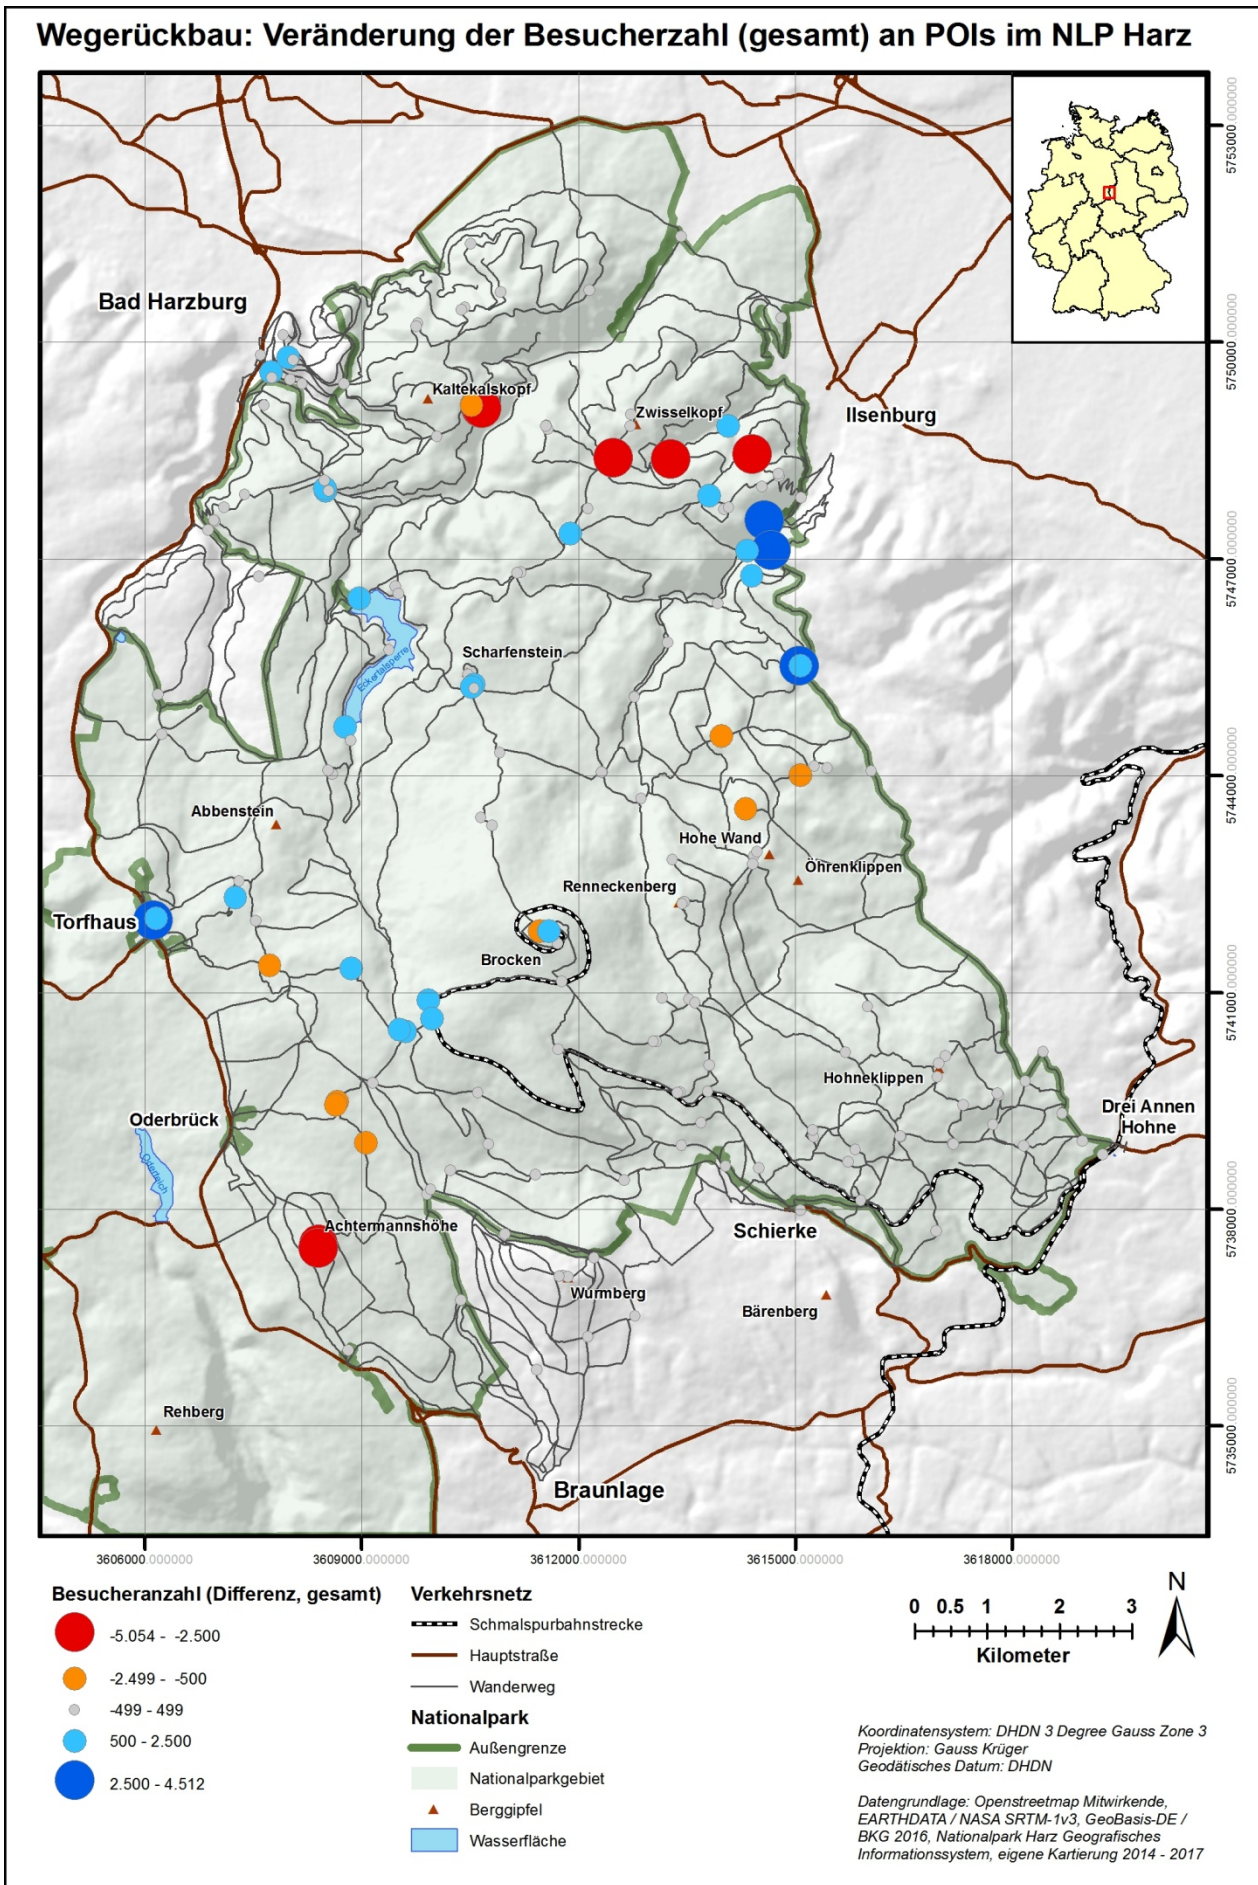 Wegerückbau: Veränderung der Besucherzahl (gesamt) an POIs im NLP Harz
5753000.000000
Bad Harzburg
5750000.000000
Kaltekalskopf
Zwisselkopf
Ilsenburg
5747000.000000
Scharfenstein
Eckertalsperre
5744000.000000
Abbenstein
Hohe Wand
Öhrenklippen
Renneckenberg
Torfhaus
Brocken
5741000.000000
Hohneklippen
Oderbrück
Drei Annen
Hohne
Oderteich
5738000.000000
Achtermannshöhe
Schierke
Wurmberg
Bärenberg
Rehberg
5735000.000000
Braunlage
3606000.000000
3609000.000000
3612000.000000
3615000.000000
3618000.000000
Besucheranzahl (Differenz, gesamt)
-5.054 - -2.500
-2.499 - -500
-499 - 499
500 - 2.500
2.500 - 4.512
Verkehrsnetz
Schmalspurbahnstrecke
Hauptstraße
Wanderweg
Nationalpark
Außengrenze
Nationalparkgebiet
Berggipfel
Wasserfläche
N
0 0.5 1 2 3
Kilometer
Koordinatensystem: DHDN 3 Degree Gauss Zone 3
Projektion: Gauss Krüger
Geodätisches Datum: DHDN
Datengrundlage: Openstreetmap Mitwirkende,
EARTHDATA / NASA SRTM-1v3, GeoBasis-DE /
BKG 2016, Nationalpark Harz Geografisches
Informationssystem, eigene Kartierung 2014 - 2017